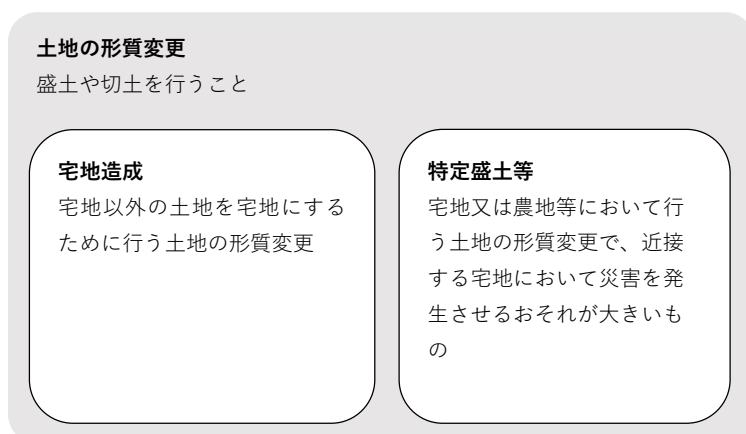 土地の形質変更
盛土や切土を行うこと
宅地造成
宅地以外の土地を宅地にする
ために行う土地の形質変更
特定盛土等
宅地又は農地等において行
う土地の形質変更で、近接
する宅地において災害を発
生させるおそれが大きいも
の